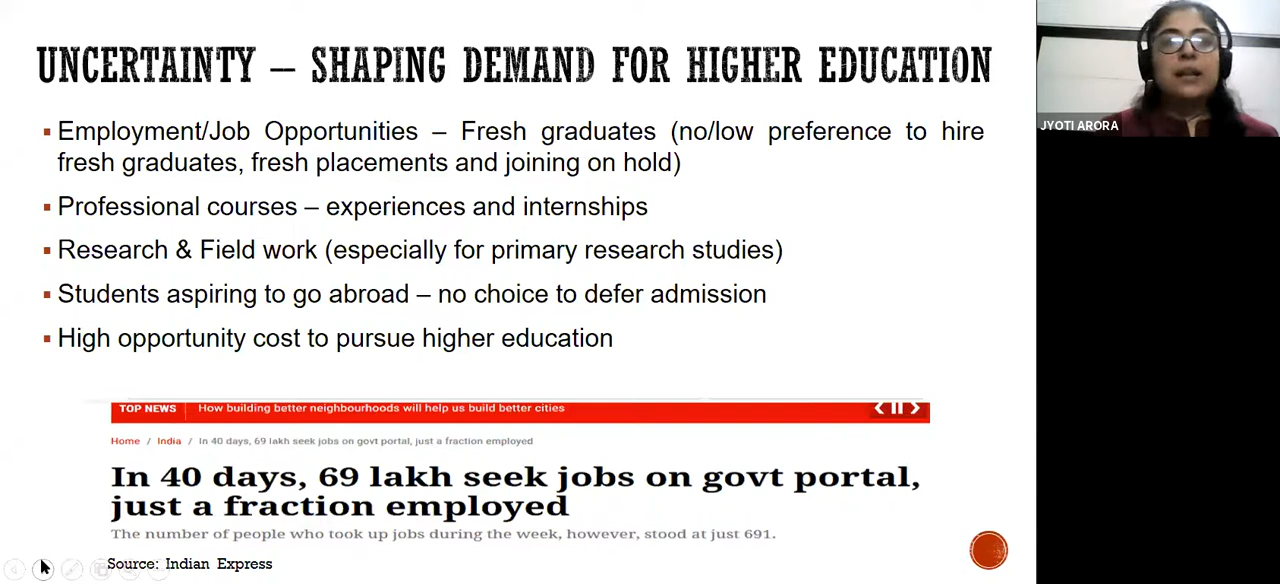 UNCERTAINTY – SHAPING DEMAND FOR HIGHER EDUCATION
▪ Employment/Job Opportunities – Fresh graduates (no/low preference to hire
fresh graduates, fresh placements and joining on hold)
▪ Professional courses – experiences and internships
▪ Research & Field work (especially for primary research studies)
▪ Students aspiring to go abroad – no choice to defer admission
▪ High opportunity cost to pursue higher education
TOP NEWS How building better neighbourhoods will help us build better cities
Home / India / In 40 days, 69 lakh seek jobs on govt portal, just a fraction employed
In 40 days, 69 lakh seek jobs on govt portal,
just a fraction employed
The number of people who took up jobs during the week, however, stood at just 691.
Source: Indian Express
JYOTI ARORA